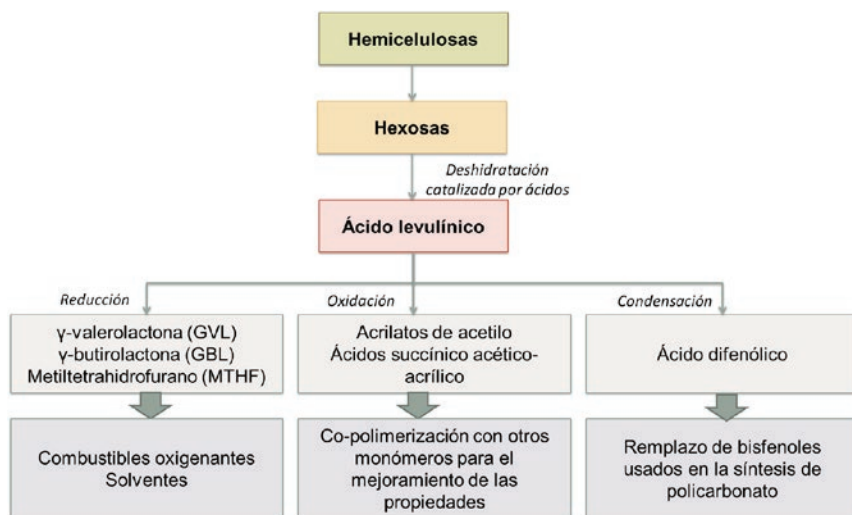 Hemicelulosas
Hexosas
Deshidratación
catalizada por ácidos
Ácido levulínico
Reducción
Oxidación
Condensación
γ-valerolactona (GVL)
γ-butirolactona (GBL)
Metiltetrahidrofurano (MTHF)
Acrilatos de acetilo
Ácidos succínico acético-
acrílico
Ácido difenólico
Combustibles oxigenantes
Solventes
Co-polimerización con otros
monómeros para el
mejoramiento de las
propiedades
Remplazo de bisfenoles
usados en la síntesis de
policarbonato